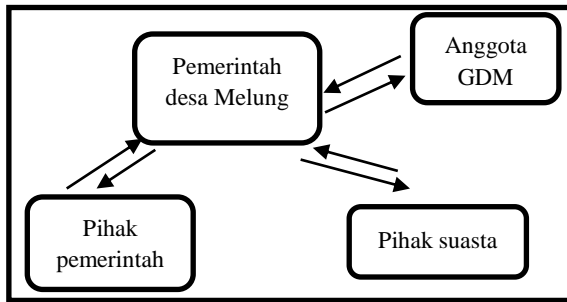 Pemerintah
desa Melung
Anggota
GDM
Pihak
pemerintah
Pihak suasta